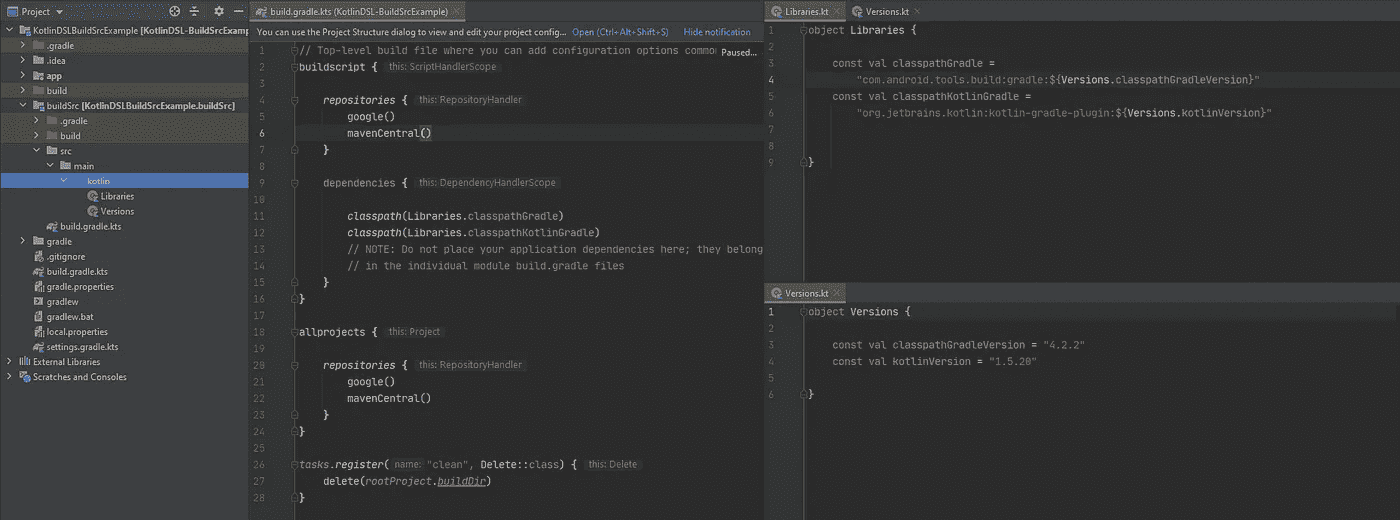 Project
KotlinDSL-BuildSrcExample [KotlinDSL-BuildSrcExamp
.gradle
.idea
app
build
buildSrc [KotlinDSLBuildSrcExample.buildSrc]
.gradle
build
src
main
kotlin
Libraries
Versions
build.gradle.kts
gradle
.gitignore
build.gradle.kts
gradle.properties
gradlew
gradlew.bat
local.properties
settings.gradle.kts
External Libraries
Scratches and Consoles
build.gradle.kts (KotlinDSL-BuildSrcExample)
You can use the Project Structure dialog to view and edit your project config... Open (Ctrl+Alt+Shift+S) Hide notification
Paused...
1 // Top-level build file where you can add configuration options commo
2 buildscript { this: ScriptHandlerScope
3
4 repositories { this: RepositoryHandler
5 google()
6 mavenCentral()
7 }
8
9 dependencies { this: DependencyHandlerScope
10
11 classpath(Libraries.classpathGradle)
12 classpath(Libraries.classpathKotlinGradle)
13 // NOTE: Do not place your application dependencies here; they belong
14 // in the individual module build.gradle files
15 }
16 }
17
18 allprojects { this: Project
19
20 repositories { this: RepositoryHandler
21 google()
22 mavenCentral()
23 }
24 }
25
26 tasks.register( name: "clean", Delete::class) { this: Delete
27 delete(rootProject.buildDir)
28 }
Libraries.kt Versions.kt
1 object Libraries {
2
3 const val classpathGradle =
4 "com.android.tools.build:gradle:${Versions.classpathGradleVersion}"
5 const val classpathKotlinGradle =
6 "org.jetbrains.kotlin:kotlin-gradle-plugin:${Versions.kotlinVersion}"
7
8
9 }
Versions.kt
1 object Versions {
2
3 const val classpathGradleVersion = "4.2.2"
4 const val kotlinVersion = "1.5.20"
5
6 }